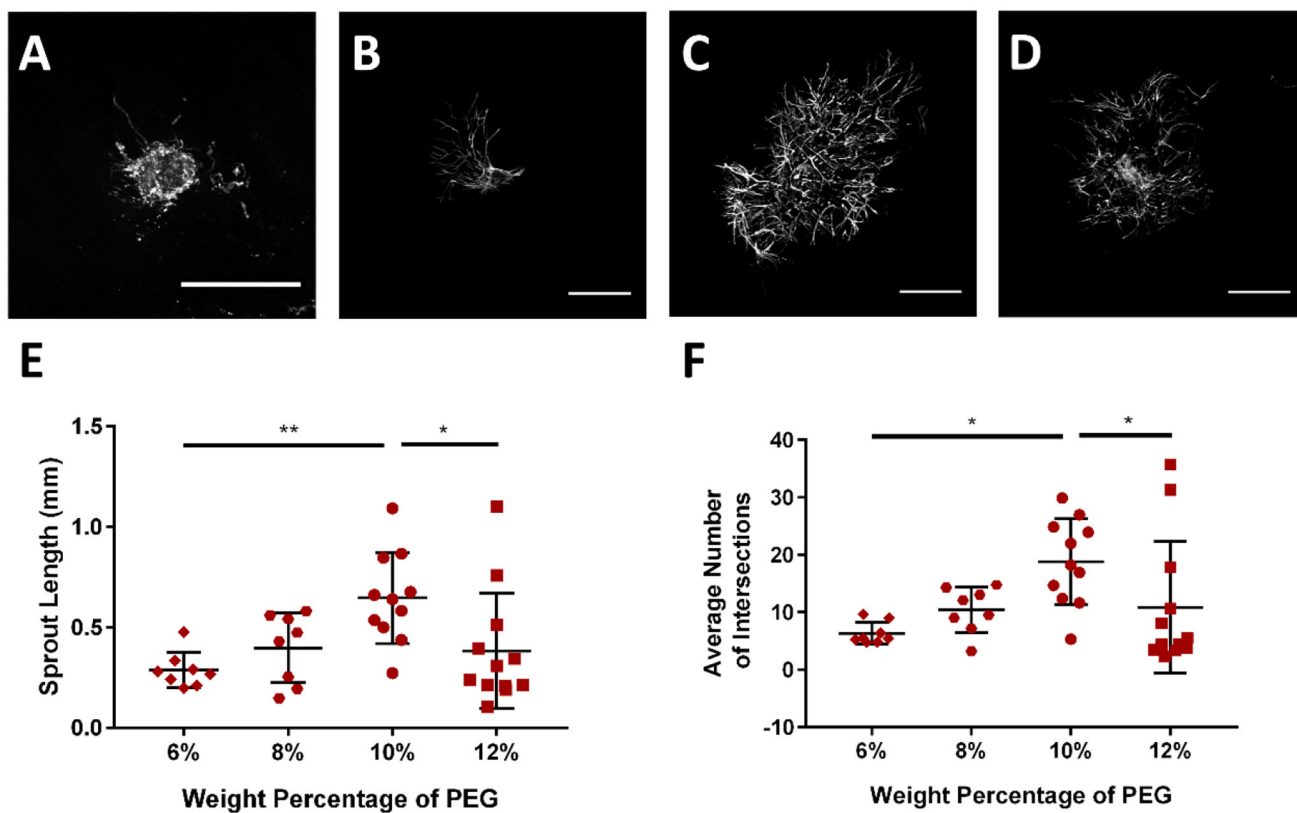 A
B
C
D
E
F
Sprout Length (mm)
1.5
1.0
0.5
0.0
**
*
6%
8%
10%
12%
Weight Percentage of PEG
Average Number
of Intersections
40
30
20
10
0
-10
*
*
6%
8%
10%
12%
Weight Percentage of PEG